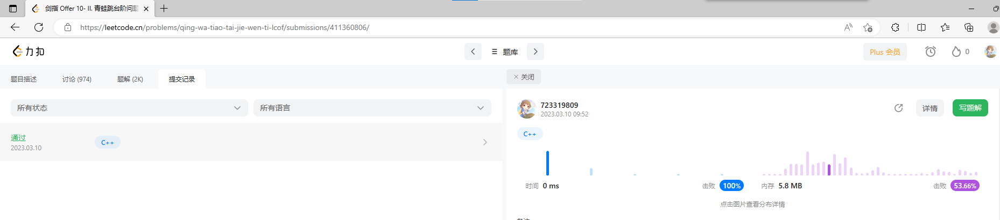 剑指 Offer 10- II. 青蛙跳台阶问题
https://leetcode.cn/problems/qing-wa-tiao-tai-jie-wen-ti-lcof/submissions/411360806/
力扣
题库
Plus 会员
0
题目描述
讨论 (974)
题解 (2K)
提交记录
关闭
所有状态
所有语言
通过
2023.03.10
C++
723319809
2023.03.10 09:52
详情
写题解
C++
时间 0 ms
击败 100%
内存 5.8 MB
击败 53.66%
点击图片查看分布详情